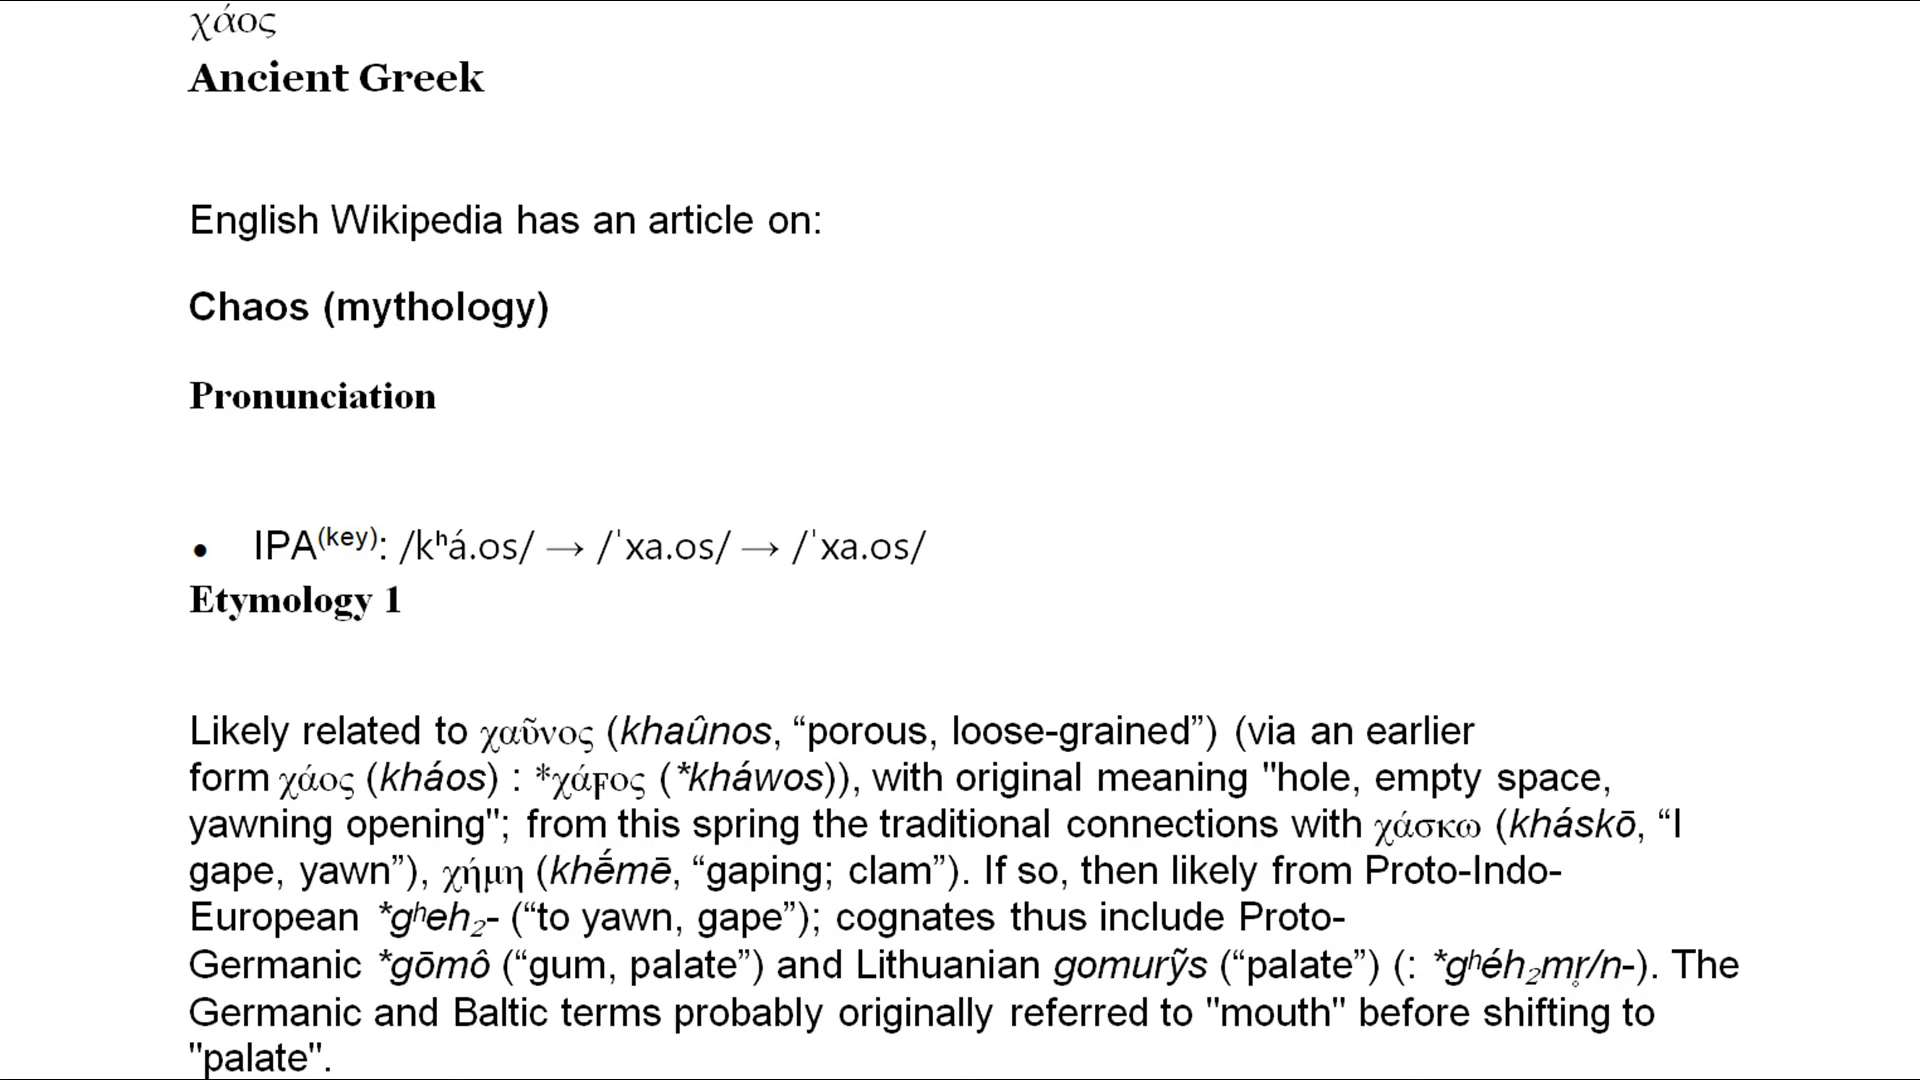 χάος
Ancient Greek
English Wikipedia has an article on:
Chaos (mythology)
Pronunciation
• IPA(key): /kʰá.os/ → /ˈxa.os/ → /ˈxa.os/
Etymology 1
Likely related to χαῦνος (khaûnos, “porous, loose-grained”) (via an earlier
form χάος (kháos) : *χάϝος (*kháwos)), with original meaning "hole, empty space,
yawning opening"; from this spring the traditional connections with χάσκω (kháskō, “I
gape, yawn”), χήμη (khḗmē, “gaping; clam”). If so, then likely from Proto-Indo-
European *gʰeh₂- (“to yawn, gape”); cognates thus include Proto-
Germanic *gōmô (“gum, palate”) and Lithuanian gomurỹs (“palate”) (: *gʰéh₂mr̥/n-). The
Germanic and Baltic terms probably originally referred to "mouth" before shifting to
"palate".